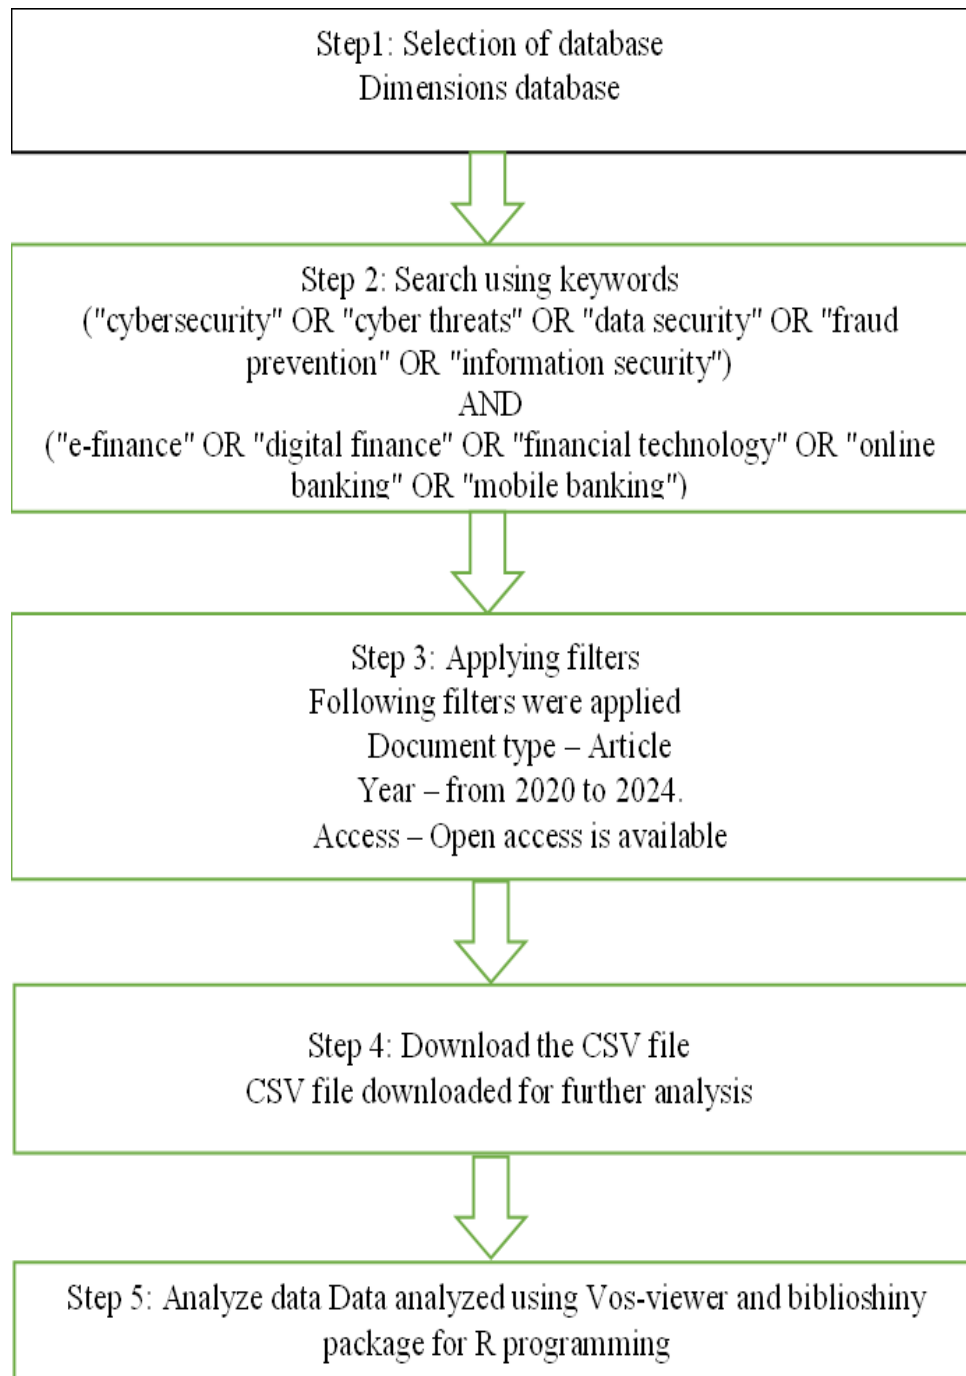 Step1: Selection of database
Dimensions database
Step 2: Search using keywords
("cybersecurity" OR "cyber threats" OR "data security" OR "fraud
prevention" OR "information security")
AND
("e-finance" OR "digital finance" OR "financial technology" OR "online
banking" OR "mobile banking")
Step 3: Applying filters
Following filters were applied
Document type – Article
Year – from 2020 to 2024.
Access – Open access is available
Step 4: Download the CSV file
CSV file downloaded for further analysis
Step 5: Analyze data Data analyzed using Vos-viewer and biblioshiny
package for R programming